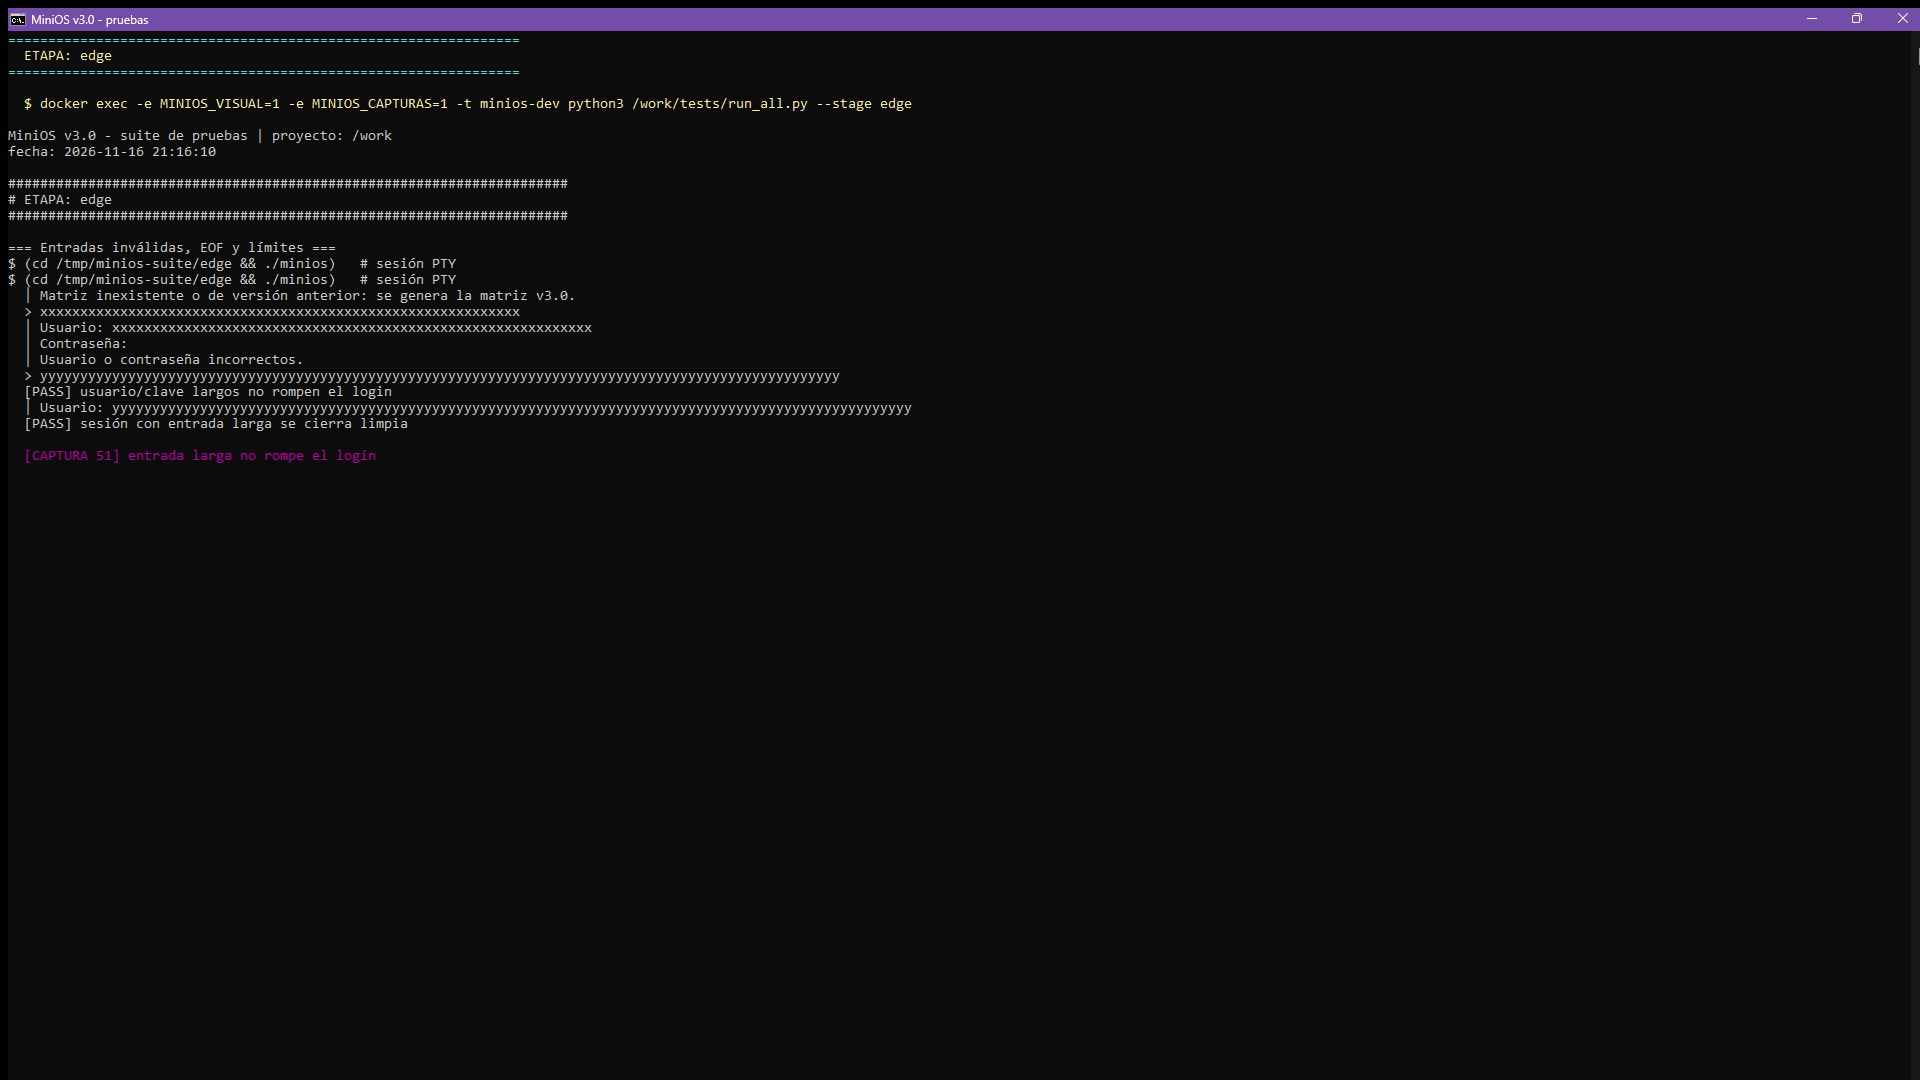 MiniOS v3.0 - pruebas
================================================================
ETAPA: edge
================================================================
$ docker exec -e MINIOS_VISUAL=1 -e MINIOS_CAPTURAS=1 -t minios-dev python3 /work/tests/run_all.py --stage edge
MiniOS v3.0 - suite de pruebas | proyecto: /work
fecha: 2026-11-16 21:16:10
######################################################################
# ETAPA: edge
######################################################################
=== Entradas inválidas, EOF y límites ===
$ (cd /tmp/minios-suite/edge && ./minios)   # sesión PTY
$ (cd /tmp/minios-suite/edge && ./minios)   # sesión PTY
| Matriz inexistente o de versión anterior: se genera la matriz v3.0.
> xxxxxxxxxxxxxxxxxxxxxxxxxxxxxxxxxxxxxxxxxxxxxxxxxxxxxxxxxxxx
| Usuario: xxxxxxxxxxxxxxxxxxxxxxxxxxxxxxxxxxxxxxxxxxxxxxxxxxxxxxxxxxxx
| Contraseña:
| Usuario o contraseña incorrectos.
> yyyyyyyyyyyyyyyyyyyyyyyyyyyyyyyyyyyyyyyyyyyyyyyyyyyyyyyyyyyyyyyyyyyyyyyyyyyyyyyyyyyyyyyyyyyyyyyyyyyy
[PASS] usuario/clave largos no rompen el login
| Usuario: yyyyyyyyyyyyyyyyyyyyyyyyyyyyyyyyyyyyyyyyyyyyyyyyyyyyyyyyyyyyyyyyyyyyyyyyyyyyyyyyyyyyyyyyyyyyyyyyyyyy
[PASS] sesión con entrada larga se cierra limpia
[CAPTURA 51] entrada larga no rompe el login